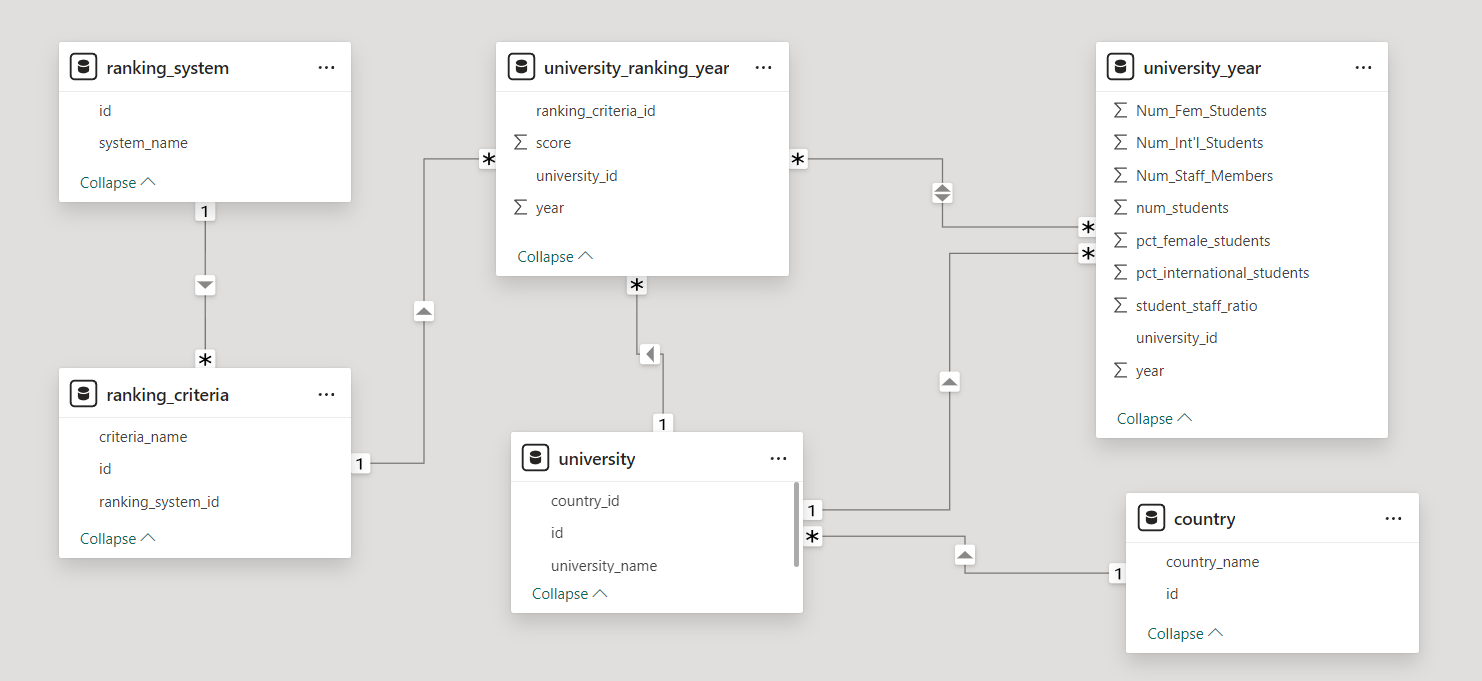 ranking_system
id
system_name
Collapse
1
*
ranking_criteria
criteria_name
id
ranking_system_id
Collapse
1
*
university_ranking_year
ranking_criteria_id
Σ score
university_id
Σ year
Collapse
*
*
1
university
country_id
id
university_name
Collapse
1
*
*
*
university_year
Σ Num_Fem_Students
Σ Num_Int'l_Students
Σ Num_Staff_Members
Σ num_students
Σ pct_female_students
Σ pct_international_students
Σ student_staff_ratio
university_id
Σ year
Collapse
1
country
country_name
id
Collapse